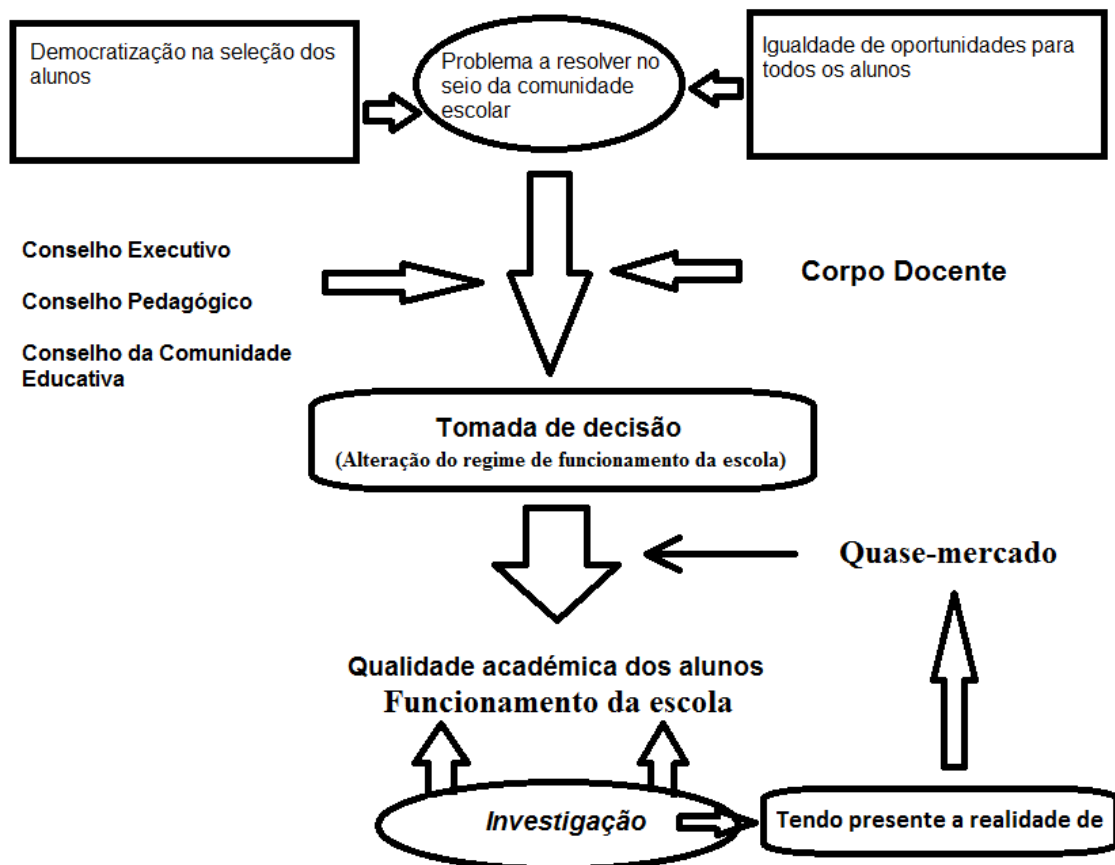 Democratização na seleção dos
alunos
Problema a resolver no
seio da comunidade
escolar
Igualdade de oportunidades para
todos os alunos
Conselho Executivo
Conselho Pedagógico
Conselho da Comunidade
Educativa
Corpo Docente
Tomada de decisão
(Alteração do regime de funcionamento da escola)
Quase-mercado
Qualidade académica dos alunos
Funcionamento da escola
Investigação
Tendo presente a realidade de